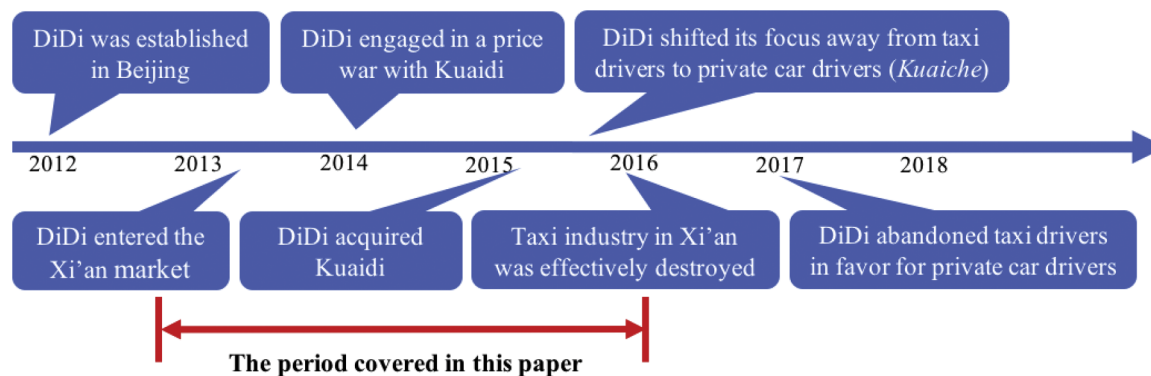 DiDi was established
in Beijing
DiDi engaged in a price
war with Kuaidi
DiDi shifted its focus away from taxi
drivers to private car drivers (Kuaiche)
2012
2013
2014
2015
2016
2017
2018
DiDi entered the
Xi'an market
DiDi acquired
Kuaidi
Taxi industry in Xi'an
was effectively destroyed
DiDi abandoned taxi drivers
in favor for private car drivers
The period covered in this paper